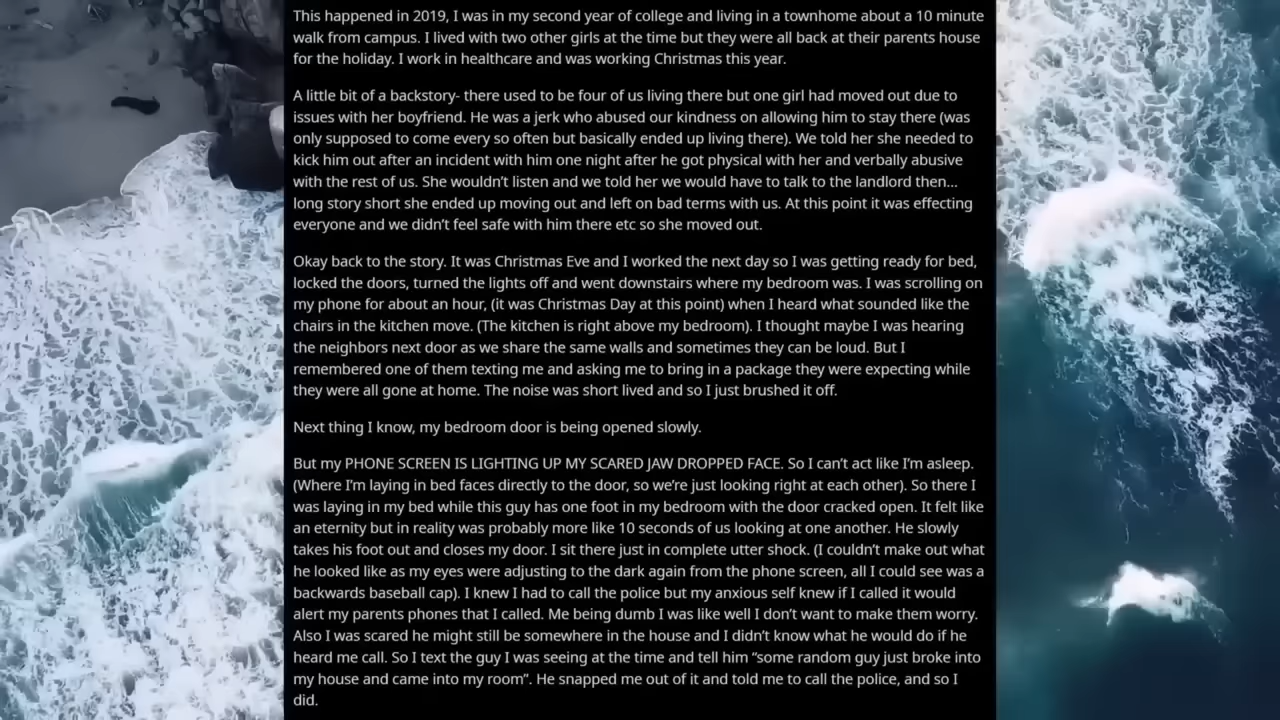 This happened in 2019, I was in my second year of college and living in a townhome about a 10 minute
walk from campus. I lived with two other girls at the time but they were all back at their parents house
for the holiday. I work in healthcare and was working Christmas this year.
A little bit of a backstory- there used to be four of us living there but one girl had moved out due to
issues with her boyfriend. He was a jerk who abused our kindness on allowing him to stay there (was
only supposed to come every so often but basically ended up living there). We told her she needed to
kick him out after an incident with him one night after he got physical with her and verbally abusive
with the rest of us. She wouldn't listen and we told her we would have to talk to the landlord then...
long story short she ended up moving out and left on bad terms with us. At this point it was effecting
everyone and we didn't feel safe with him there etc so she moved out.
Okay back to the story. It was Christmas Eve and I worked the next day so I was getting ready for bed,
locked the doors, turned the lights off and went downstairs where my bedroom was. I was scrolling on
my phone for about an hour, (it was Christmas Day at this point) when I heard what sounded like the
chairs in the kitchen move. (The kitchen is right above my bedroom). I thought maybe I was hearing
the neighbors next door as we share the same walls and sometimes they can be loud. But I
remembered one of them texting me and asking me to bring in a package they were expecting while
they were all gone at home. The noise was short lived and so I just brushed it off.
Next thing I know, my bedroom door is being opened slowly.
But my PHONE SCREEN IS LIGHTING UP MY SCARED JAW DROPPED FACE. So I can't act like I'm asleep.
(Where I'm laying in bed faces directly to the door, so we're just looking right at each other). So there I
was laying in my bed while this guy has one foot in my bedroom with the door cracked open. It felt like
an eternity but in reality was probably more like 10 seconds of us looking at one another. He slowly
takes his foot out and closes my door. I sit there just in complete utter shock. (I couldn't make out what
he looked like as my eyes were adjusting to the dark again from the phone screen, all I could see was a
backwards baseball cap). I knew I had to call the police but my anxious self knew if I called it would
alert my parents phones that I called. Me being dumb I was like well I don't want to make them worry.
Also I was scared he might still be somewhere in the house and I didn't know what he would do if he
heard me call. So I text the guy I was seeing at the time and tell him “some random guy just broke into
my house and came into my room”. He snapped me out of it and told me to call the police, and so I
did.